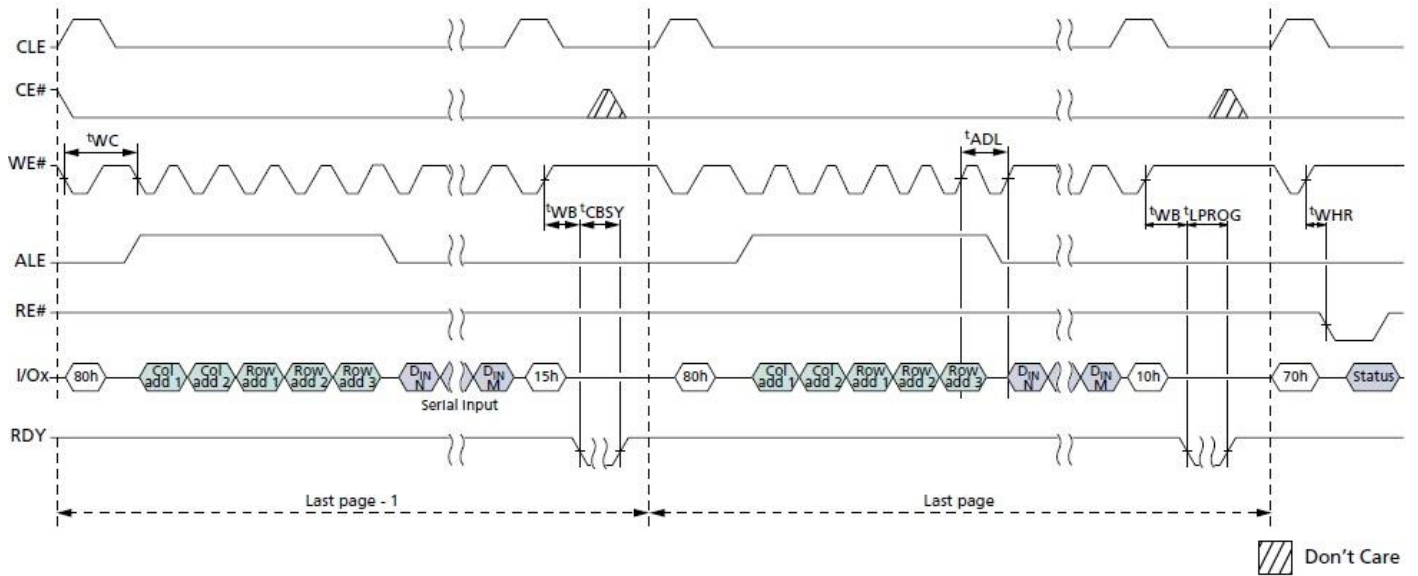 CLE
CE#
tWC
tADL
WE#
tWB tCBSY
tWB tLPROG
tWHR
ALE
RE#
I/Ox
80h
Col add 1
Col add 2
Row add 1
Row add 2
Row add 3
DIN N
DIN M
15h
80h
Col add 1
Col add 2
Row add 1
Row add 2
Row add 3
DIN N
DIN M
10h
70h
Status
Serial input
RDY
Last page - 1
Last page
Don't Care